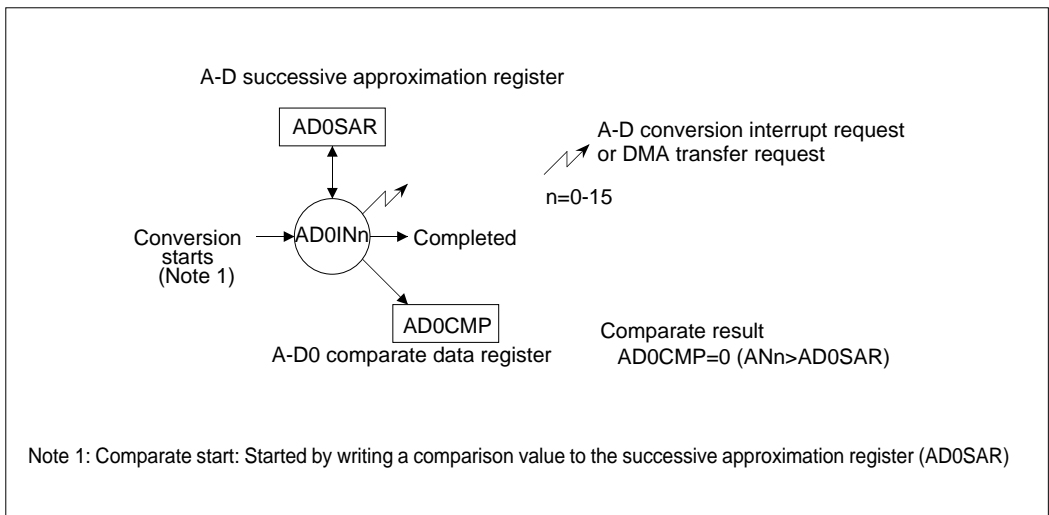 A-D successive approximation register
AD0SAR
A-D conversion interrupt request
or DMA transfer request
n=0-15
AD0INn
Conversion
starts
(Note 1)
Completed
AD0CMP
A-D0 comparate data register
Comparate result
AD0CMP=0 (ANn>AD0SAR)
Note 1: Comparate start: Started by writing a comparison value to the successive approximation register (AD0SAR)